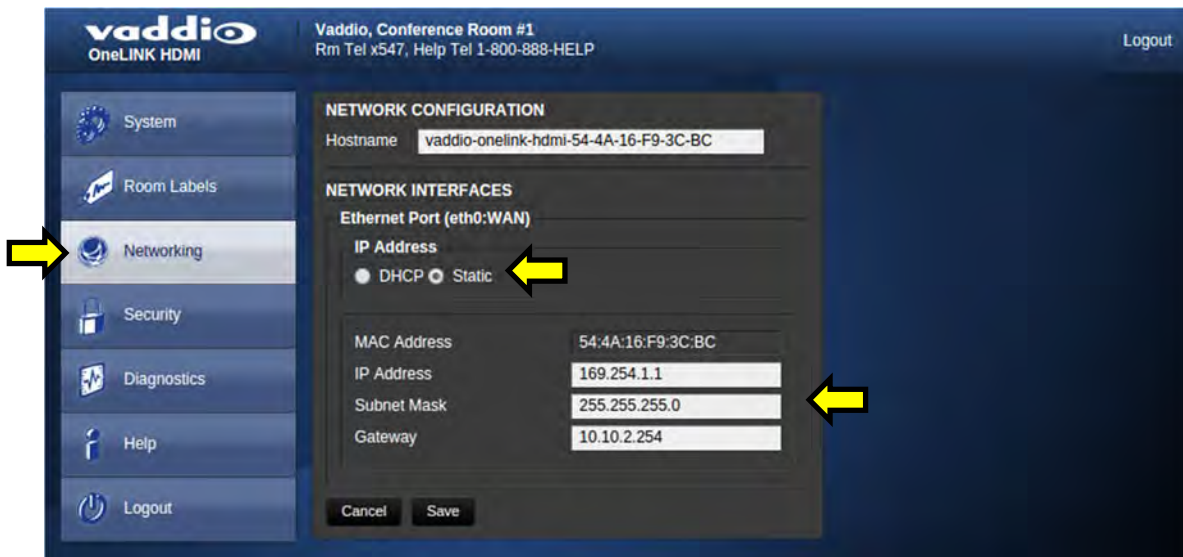 vaddio
OneLINK HDMI
Vaddio, Conference Room #1
Rm Tel x547, Help Tel 1-800-888-HELP
Logout
System
Room Labels
Networking
Security
Diagnostics
Help
Logout
NETWORK CONFIGURATION
Hostname vaddio-onelink-hdmi-54-4A-16-F9-3C-BC
NETWORK INTERFACES
Ethernet Port (eth0:WAN)
IP Address
DHCP Static
MAC Address 54:4A:16:F9:3C:BC
IP Address 169.254.1.1
Subnet Mask 255.255.255.0
Gateway 10.10.2.254
Cancel Save